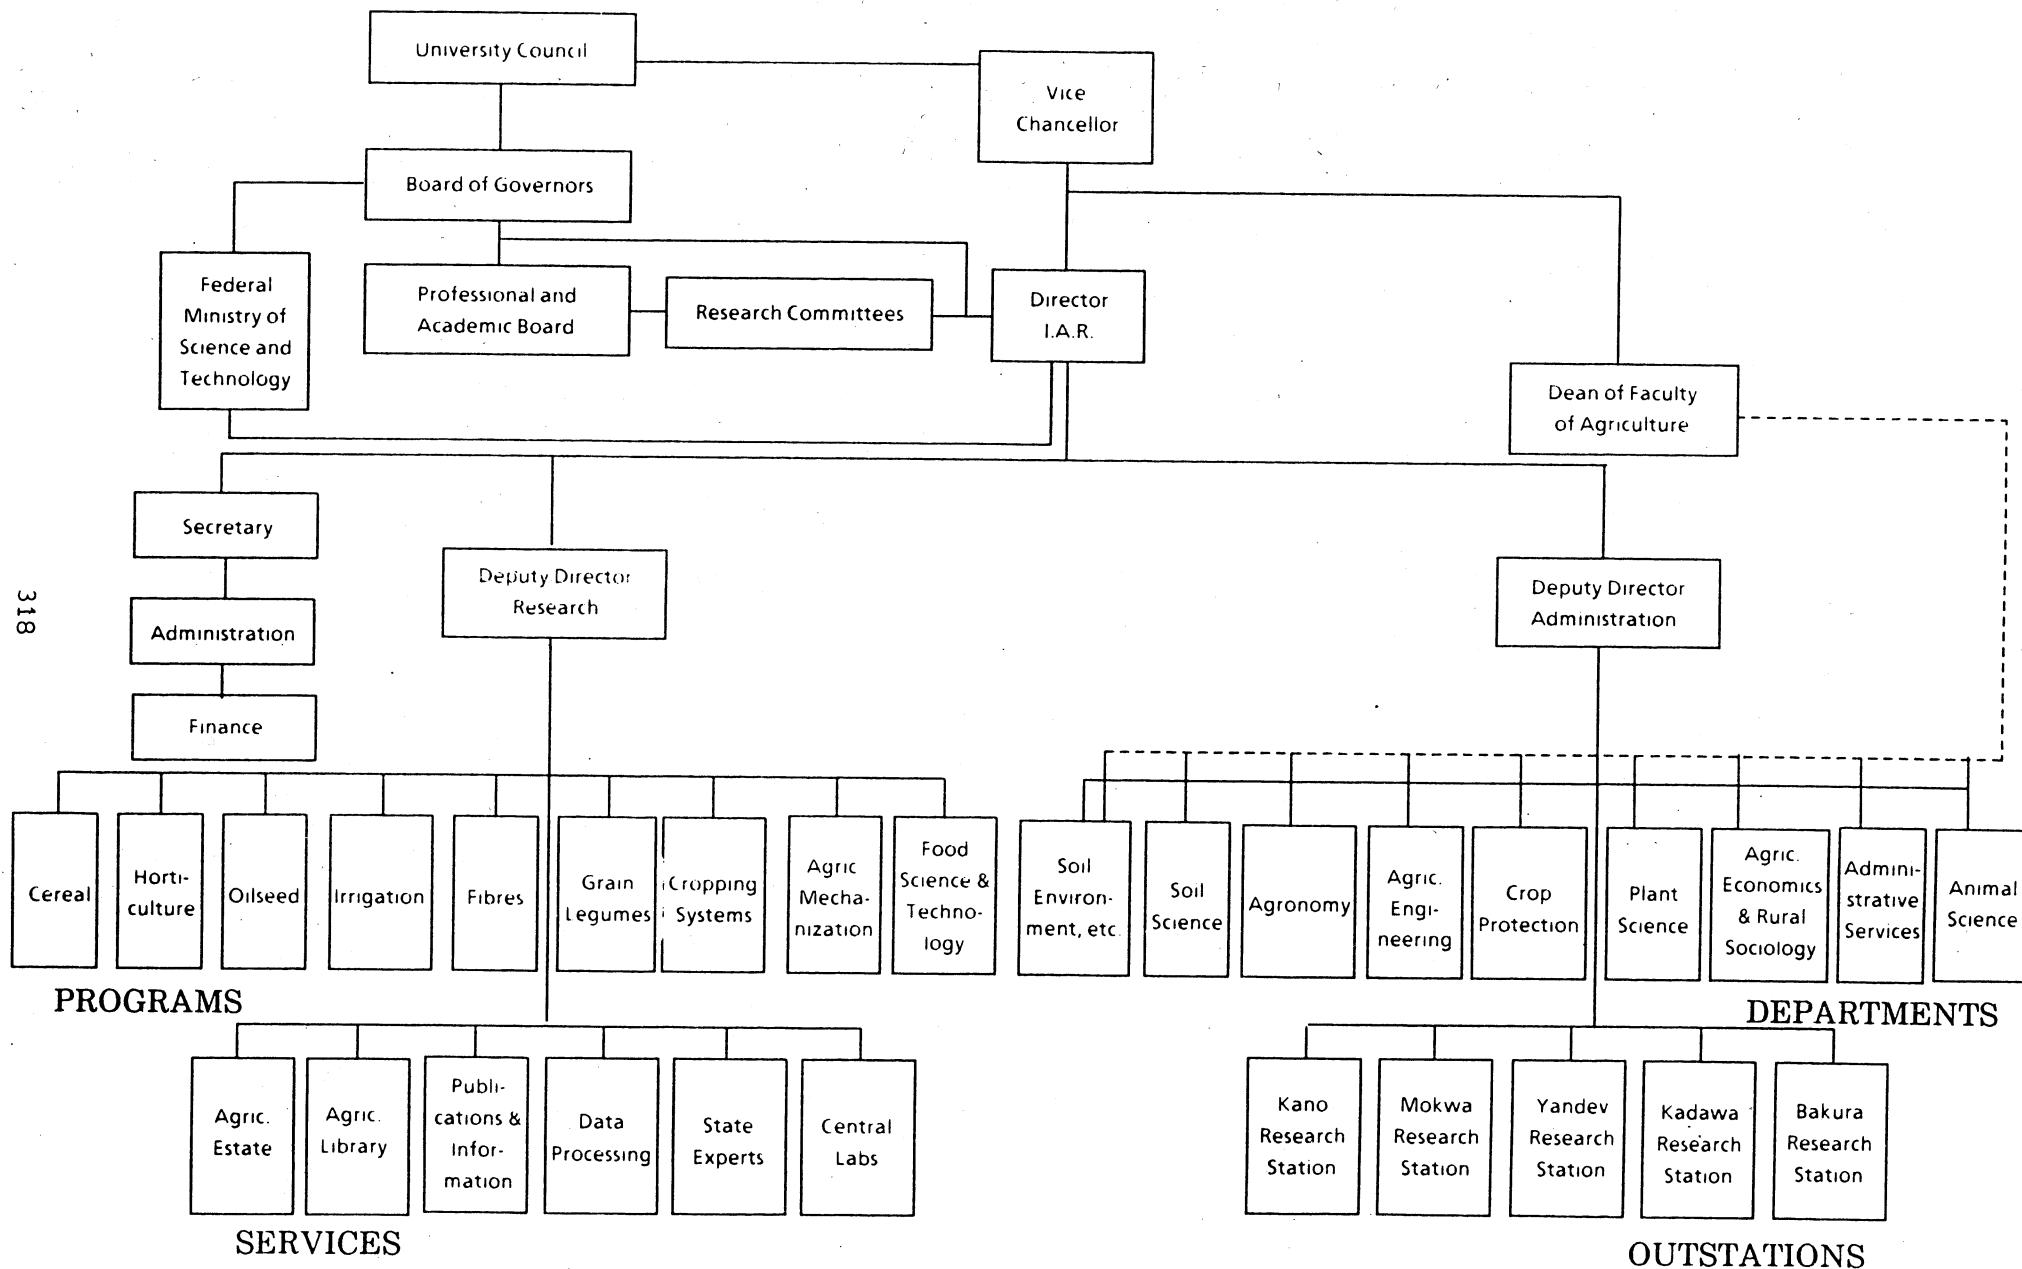 University Council
Vice
Chancellor
Board of Governors
Federal
Ministry of
Science and
Technology
Professional and
Academic Board
Research Committees
Director
I.A.R.
Dean of Faculty
of Agriculture
Secretary
Deputy Director
Research
Deputy Director
Administration
Administration
Finance
318
Cereal
Horti-
culture
Oilseed
Irrigation
Fibres
Grain
Legumes
Cropping
Systems
Agric
Mecha-
nization
Food
Science &
Techno-
logy
Soil
Environ-
ment, etc.
Soil
Science
Agronomy
Agric.
Engi-
neering
Crop
Protection
Plant
Science
Agric.
Economics
& Rural
Sociology
Admini-
strative
Services
Animal
Science
PROGRAMS
DEPARTMENTS
Agric.
Estate
Agric.
Library
Publi-
cations &
Infor-
mation
Data
Processing
State
Experts
Central
Labs
Kano
Research
Station
Mokwa
Research
Station
Yandev
Research
Station
Kadawa
Research
Station
Bakura
Research
Station
SERVICES
OUTSTATIONS